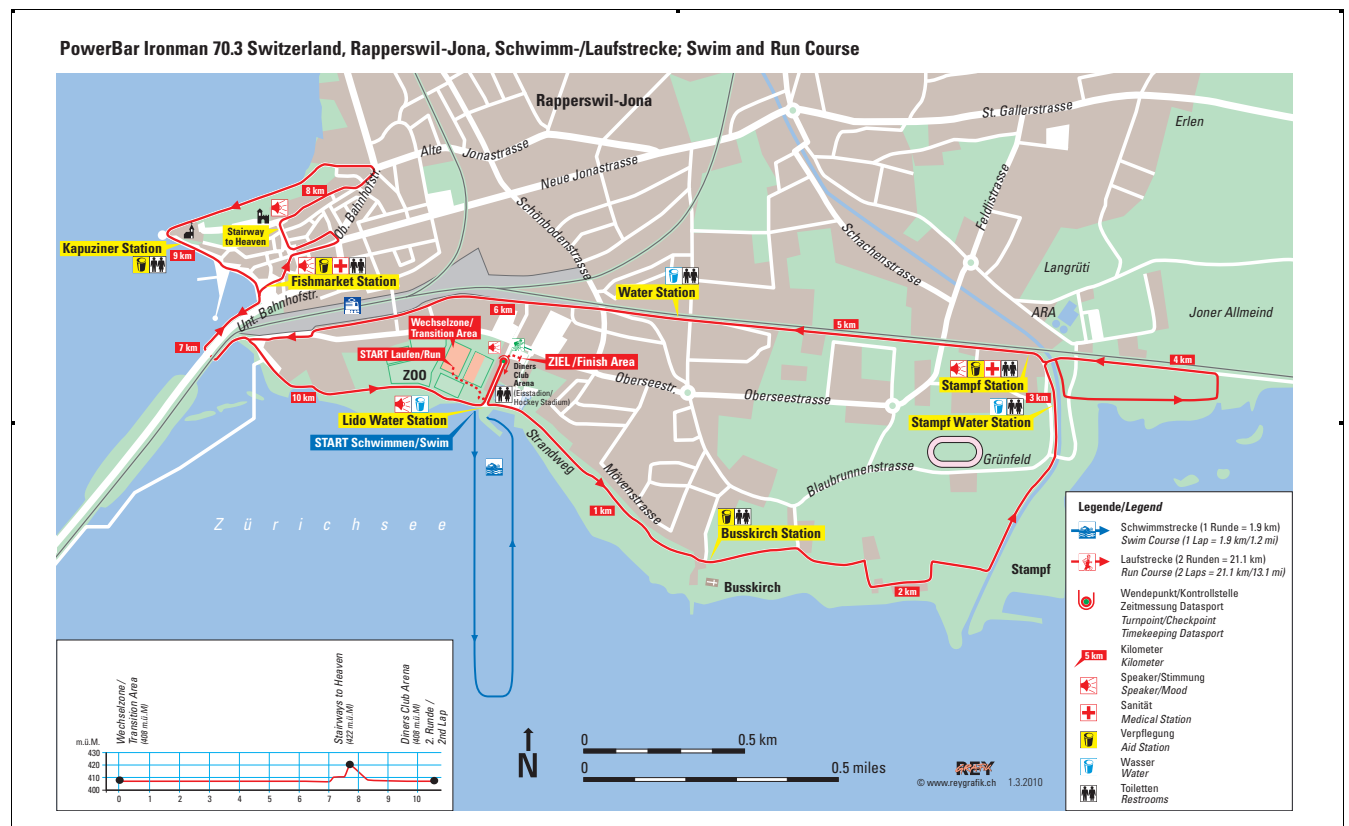 PowerBar Ironman 70.3 Switzerland, Rapperswil-Jona, Schwimm-/Laufstrecke; Swim and Run Course
Rapperswil-Jona
St. Gallerstrasse
Erlen
Alte Jonastrasse
Neue Jonastrasse
Ob. Bahnhofstr.
Schönbodenstrasse
Schachenstrasse
Feldlistrasse
Langrüti
ARA
Joner Allmeind
8 km
Stairway
to Heaven
Kapuziner Station
9 km
Fishmarket Station
Unt. Bahnhofstr.
7 km
Water Station
6 km
5 km
4 km
Wechselzone/
Transition Area
START Laufen/Run
ZOO
ZIEL/Finish Area
Diners
Club
Arena
(Eisstadion/
Hockey Stadium)
Oberseestr.
Oberseestrasse
Stampf Station
3 km
Stampf Water Station
10 km
Lido Water Station
START Schwimmen/Swim
Strandweg
Mövenstrasse
Blaubrunnenstrasse
Grünfeld
1 km
Busskirch Station
Busskirch
2 km
Stampf
Zürichsee
Legende/Legend
Schwimmstrecke (1 Runde = 1.9 km)
Swim Course (1 Lap = 1.9 km/1.2 mi)
Laufstrecke (2 Runden = 21.1 km)
Run Course (2 Laps = 21.1 km/13.1 mi)
Wendepunkt/Kontrollstelle
Zeitmessung Datasport
Turnpoint/Checkpoint
Timekeeping Datasport
5 km
Kilometer
Kilometer
Speaker/Stimmung
Speaker/Mood
Sanität
Medical Station
Verpflegung
Aid Station
Wasser
Water
Toiletten
Restrooms
Wechselzone/
Transition Area
(408 m.ü.M)
Stairways to Heaven
(422 m.ü.M)
Diners Club Arena
(408 m.ü.M)
2. Runde /
2nd Lap
m.ü.M.
430
420
410
400
0 1 2 3 4 5 6 7 8 9 10
N
0 0.5 km
0 0.5 miles
REY
© www.reygrafik.ch 1.3.2010